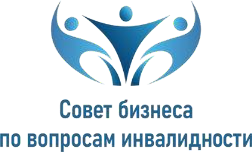 Совет бизнеса
по вопросам инвалидности